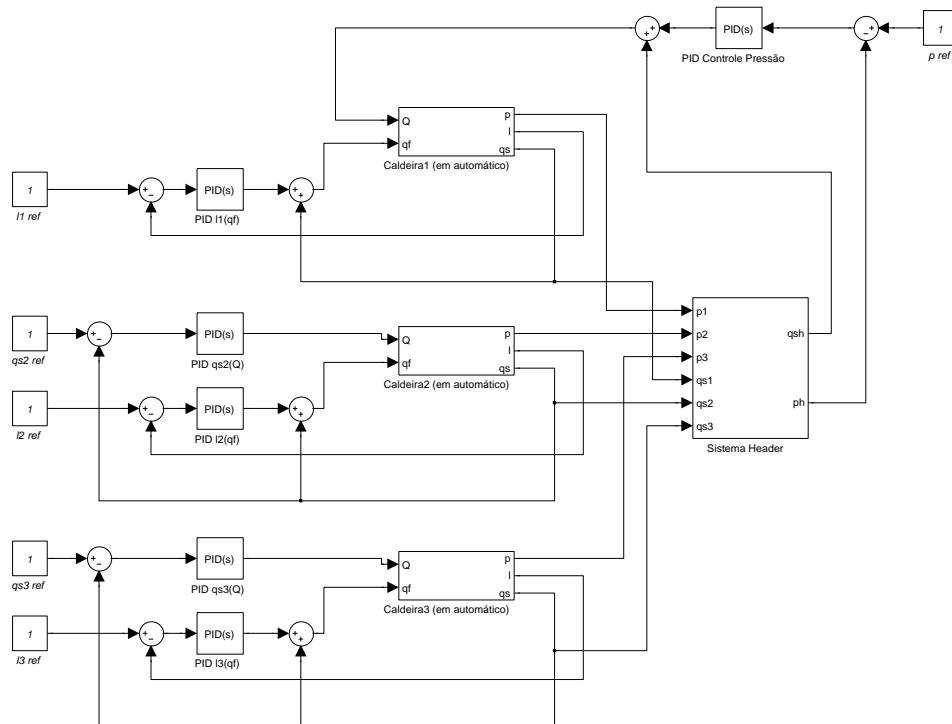 PID(s)
PID Controle Pressão
1
p ref
+
+
+
−
Q
qf
p
l
qs
Caldeira1 (em automático)
1
l1 ref
+
−
PID(s)
PID l1(qf)
+
+
1
qs2 ref
+
−
PID(s)
PID qs2(Q)
Q
qf
p
l
qs
Caldeira2 (em automático)
1
l2 ref
+
−
PID(s)
PID l2(qf)
+
+
p1
p2
p3
qs1
qs2
qs3
qsh
ph
Sistema Header
1
qs3 ref
+
−
PID(s)
PID qs3(Q)
Q
qf
p
l
qs
Caldeira3 (em automático)
1
l3 ref
+
−
PID(s)
PID l3(qf)
+
+